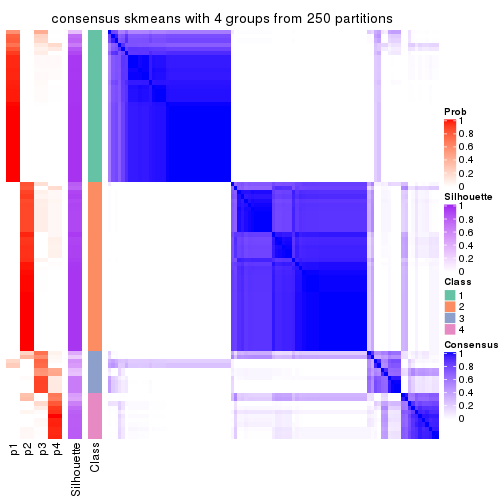 consensus skmeans with 4 groups from 250 partitions
Prob
1
0.8
0.6
0.4
0.2
0
Silhouette
1
0.8
0.6
0.4
0.2
0
Class
1
2
3
4
Consensus
1
0.8
0.6
0.4
0.2
0
p1
p2
p3
p4
Silhouette
Class